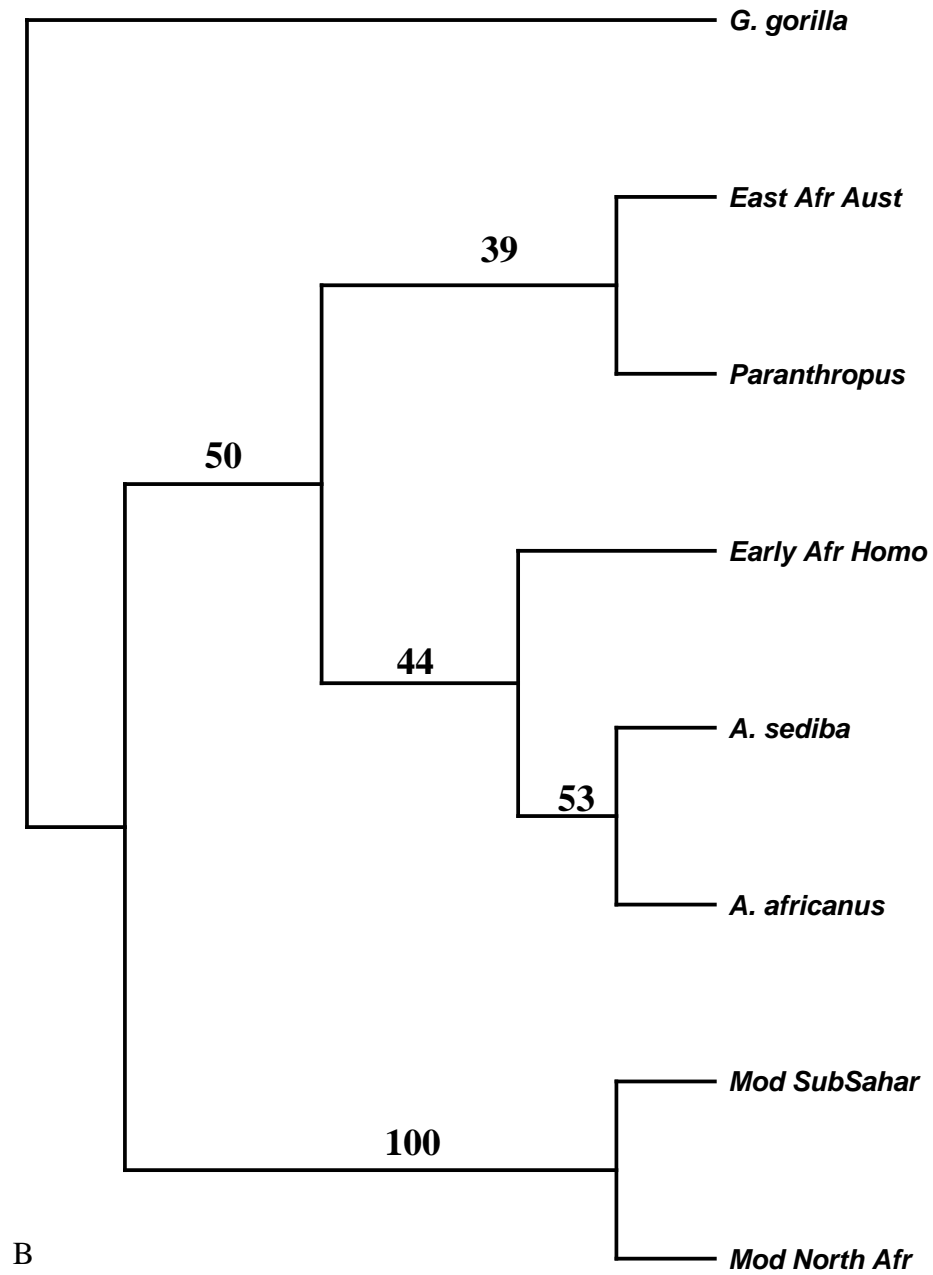 G. gorilla
East Afr Aust
39
Paranthropus
50
Early Afr Homo
44
A. sediba
53
A. africanus
Mod SubSahar
100
B
Mod North Afr